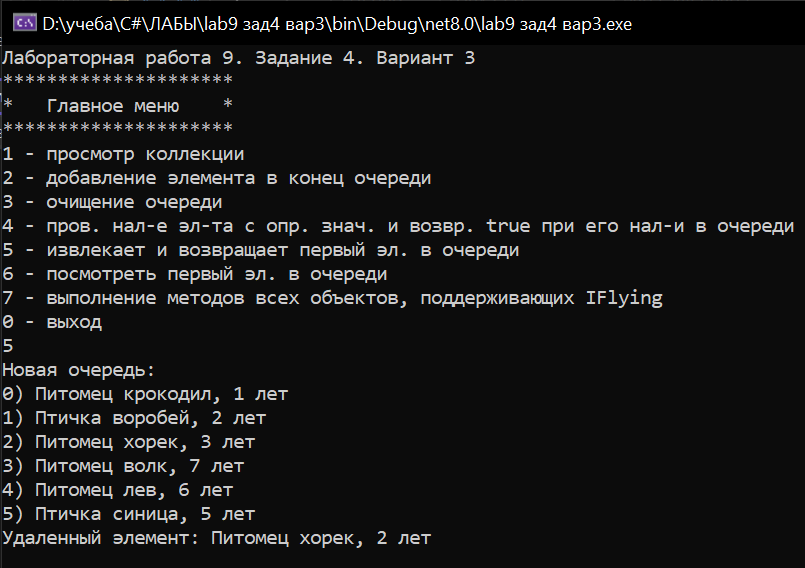 D:\учеба\C#\ЛАБЫ\lab9 зад4 вар3\bin\Debug\net8.0\lab9 зад4 вар3.exe
Лабораторная работа 9. Задание 4. Вариант 3
*********************
*   Главное меню    *
*********************
1 - просмотр коллекции
2 - добавление элемента в конец очереди
3 - очищение очереди
4 - пров. нал-е эл-та с опр. знач. и возвр. true при его нал-и в очереди
5 - извлекает и возвращает первый эл. в очереди
6 - посмотреть первый эл. в очереди
7 - выполнение методов всех объектов, поддерживающих IFlying
0 - выход
5
Новая очередь:
0) Питомец крокодил, 1 лет
1) Птичка воробей, 2 лет
2) Питомец хорек, 3 лет
3) Питомец волк, 7 лет
4) Питомец лев, 6 лет
5) Птичка синица, 5 лет
Удаленный элемент: Питомец хорек, 2 лет